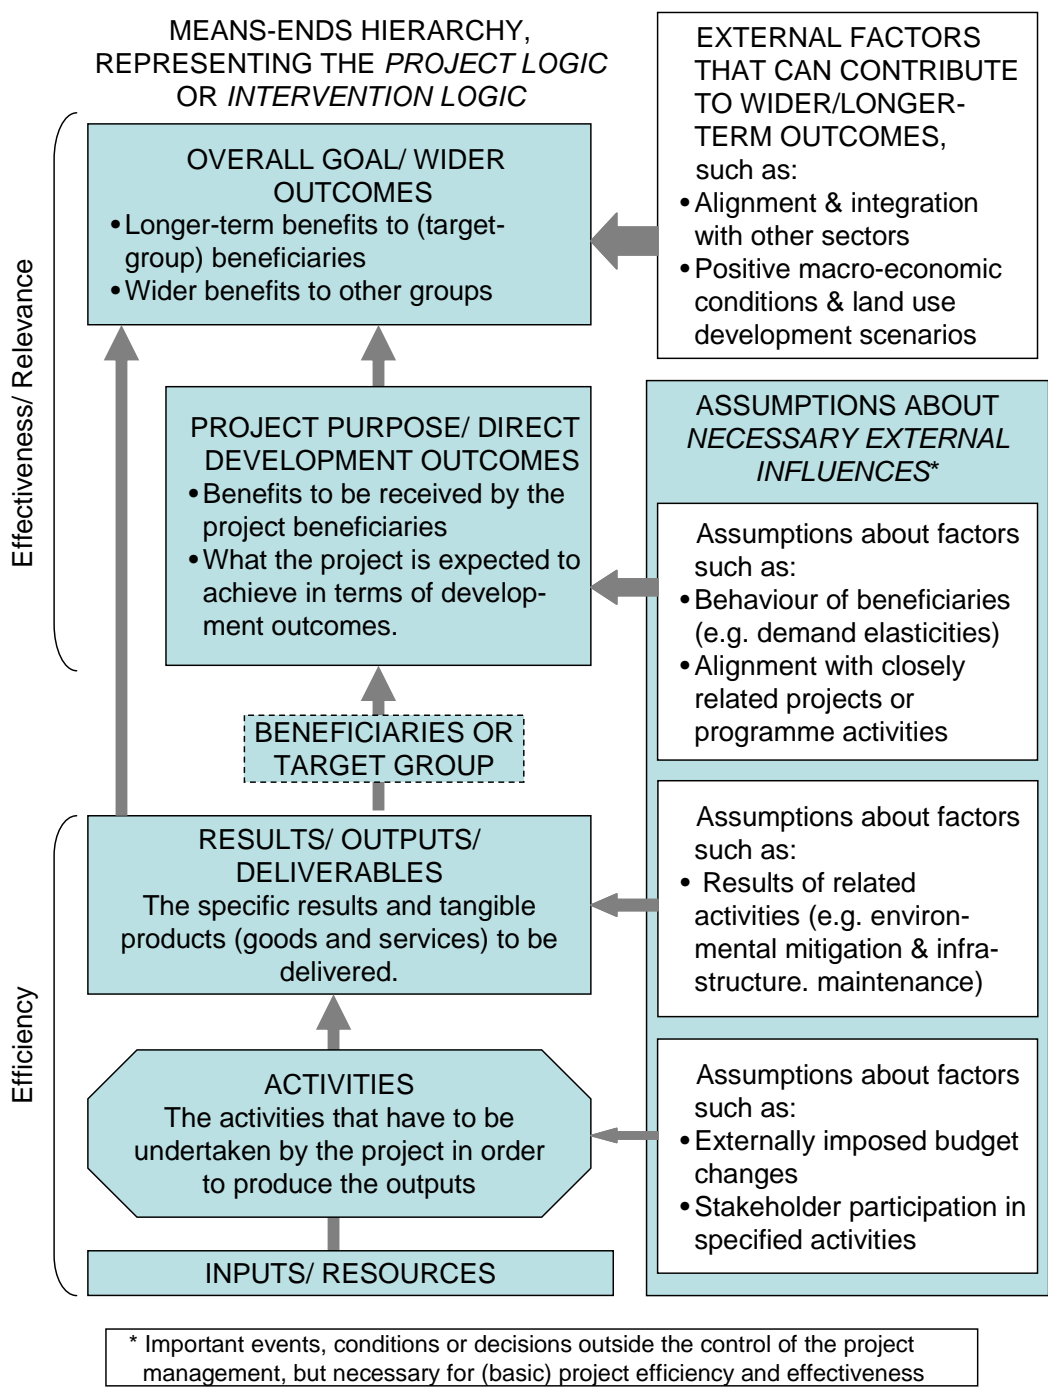 MEANS-ENDS HIERARCHY,
REPRESENTING THE PROJECT LOGIC
OR INTERVENTION LOGIC
EXTERNAL FACTORS
THAT CAN CONTRIBUTE
TO WIDER/LONGER-
TERM OUTCOMES,
such as:
•Alignment & integration
with other sectors
•Positive macro-economic
conditions & land use
development scenarios
Effectiveness/ Relevance
OVERALL GOAL/ WIDER
OUTCOMES
•Longer-term benefits to (target-
group) beneficiaries
•Wider benefits to other groups
PROJECT PURPOSE/ DIRECT
DEVELOPMENT OUTCOMES
•Benefits to be received by the
project beneficiaries
•What the project is expected to
achieve in terms of develop-
ment outcomes.
ASSUMPTIONS ABOUT
NECESSARY EXTERNAL
INFLUENCES*
Assumptions about factors
such as:
•Behaviour of beneficiaries
(e.g. demand elasticities)
•Alignment with closely
related projects or
programme activities
BENEFICIARIES OR
TARGET GROUP
Efficiency
RESULTS/ OUTPUTS/
DELIVERABLES
The specific results and tangible
products (goods and services) to be
delivered.
Assumptions about factors
such as:
• Results of related
activities (e.g. environ-
mental mitigation & infra-
structure. maintenance)
ACTIVITIES
The activities that have to be
undertaken by the project in order
to produce the outputs
Assumptions about factors
such as:
•Externally imposed budget
changes
•Stakeholder participation in
specified activities
INPUTS/ RESOURCES
* Important events, conditions or decisions outside the control of the project
management, but necessary for (basic) project efficiency and effectiveness